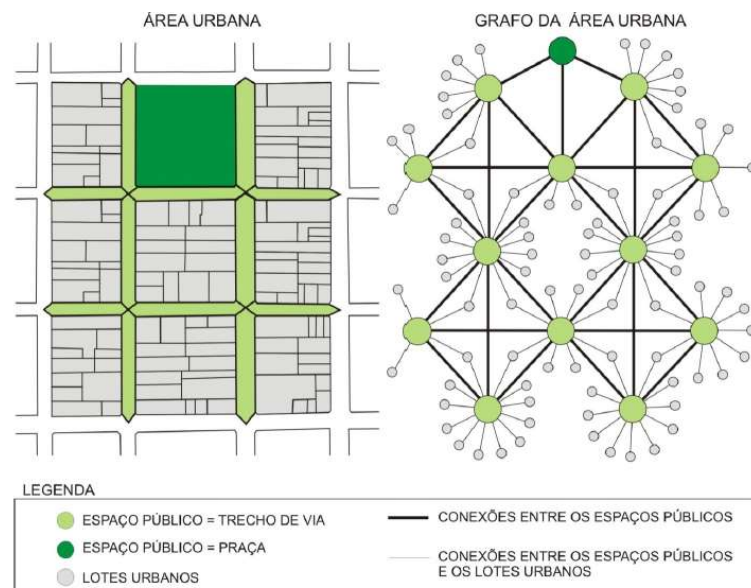 ÁREA URBANA
GRAFO DA ÁREA URBANA
LEGENDA
ESPAÇO PÚBLICO = TRECHO DE VIA
ESPAÇO PÚBLICO = PRAÇA
LOTES URBANOS
CONEXÕES ENTRE OS ESPAÇOS PÚBLICOS
CONEXÕES ENTRE OS ESPAÇOS PÚBLICOS
E OS LOTES URBANOS